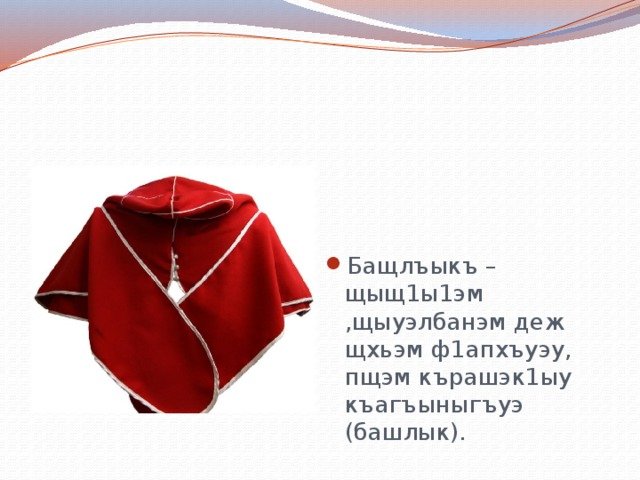 Бащлъыкъ –
щыщ1ы1эм
,щыуэлбанэм деж
щхьэм ф1апхъуэу,
пщэм кърашэк1ыу
къагъыныгъуэ
(башлык).